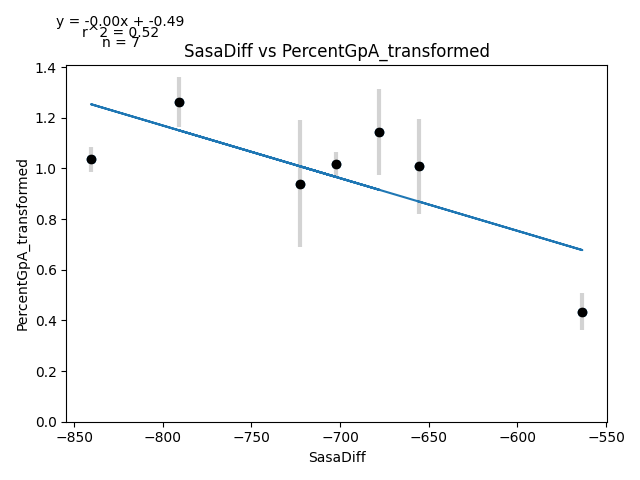 y = -0.00x + -0.49
r^2 = 0.52
n = 7
SasaDiff vs PercentGpA_transformed
1.4
1.2
1.0
0.8
0.6
0.4
0.2
0.0
PercentGpA_transformed
−850
−800
−750
−700
−650
−600
−550
SasaDiff